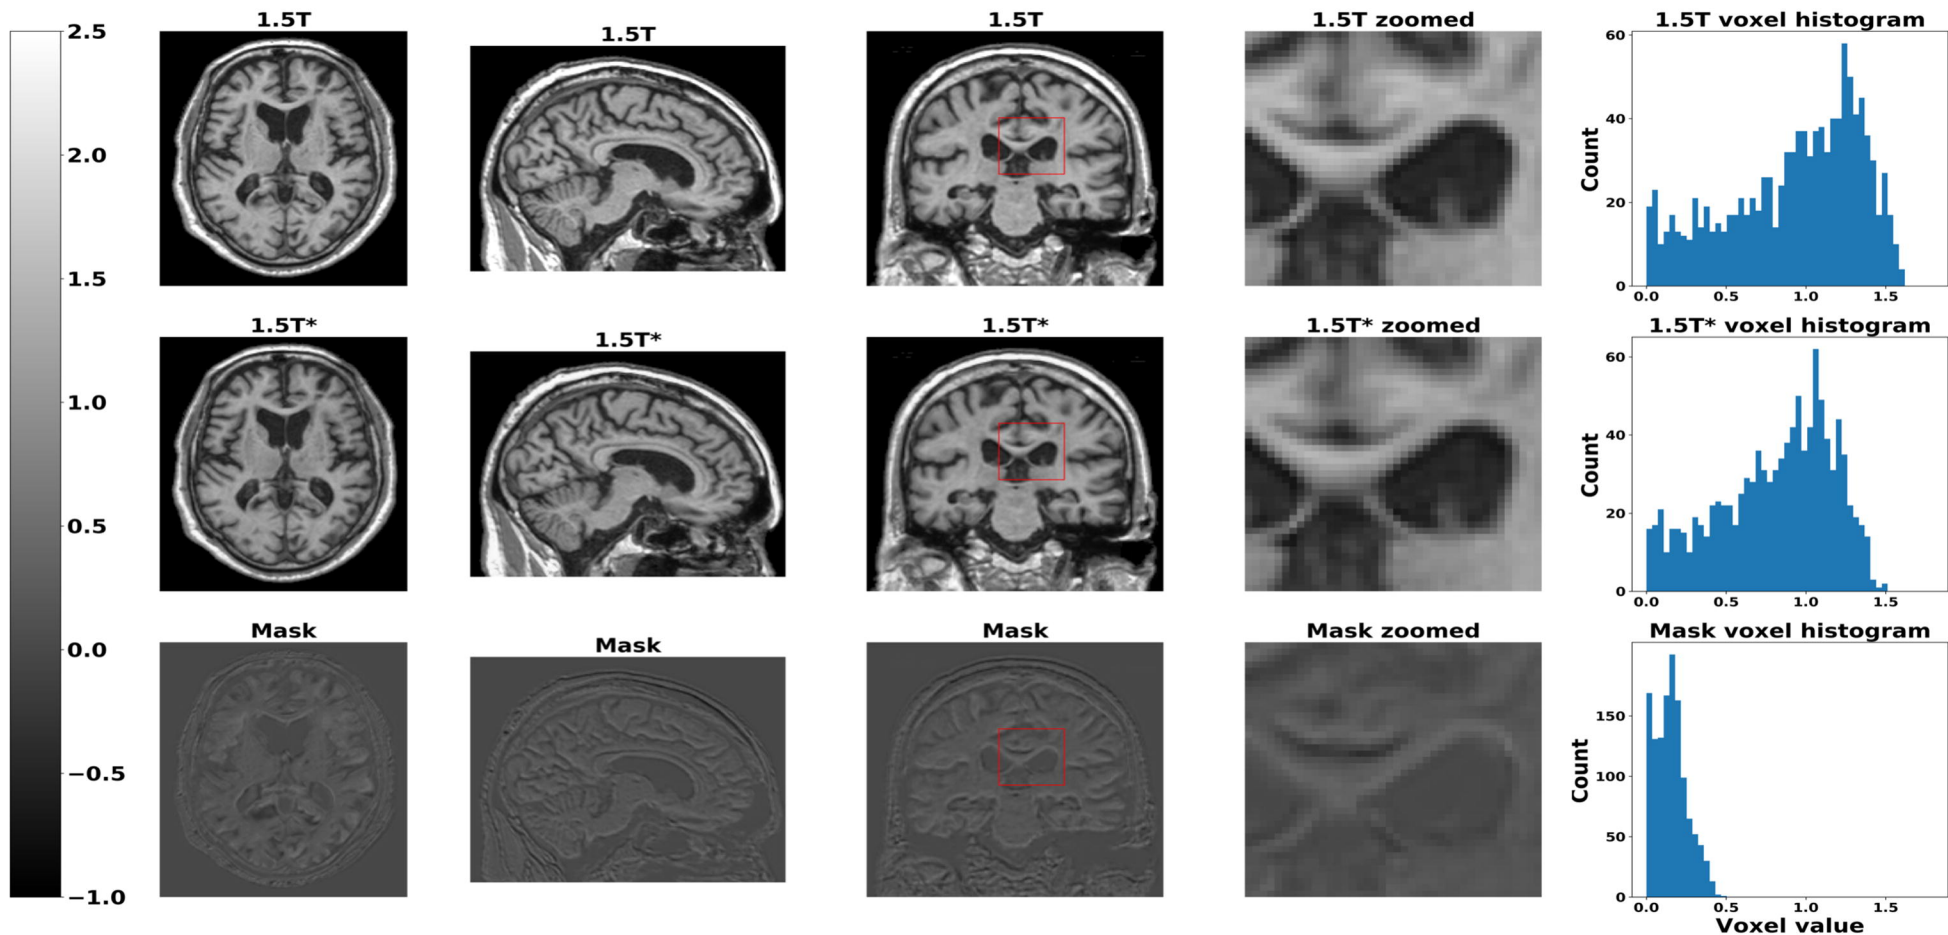 1.5T
1.5T
1.5T
1.5T zoomed
1.5T voxel histogram
2.5
2.0
1.5
1.0
0.5
0.0
−0.5
−1.0
60
40
20
0
Count
0.0 0.5 1.0 1.5
1.5T*
1.5T*
1.5T*
1.5T* zoomed
1.5T* voxel histogram
60
40
20
0
Count
0.0 0.5 1.0 1.5
Mask
Mask
Mask
Mask zoomed
Mask voxel histogram
150
100
50
0
Count
0.0 0.5 1.0 1.5
Voxel value